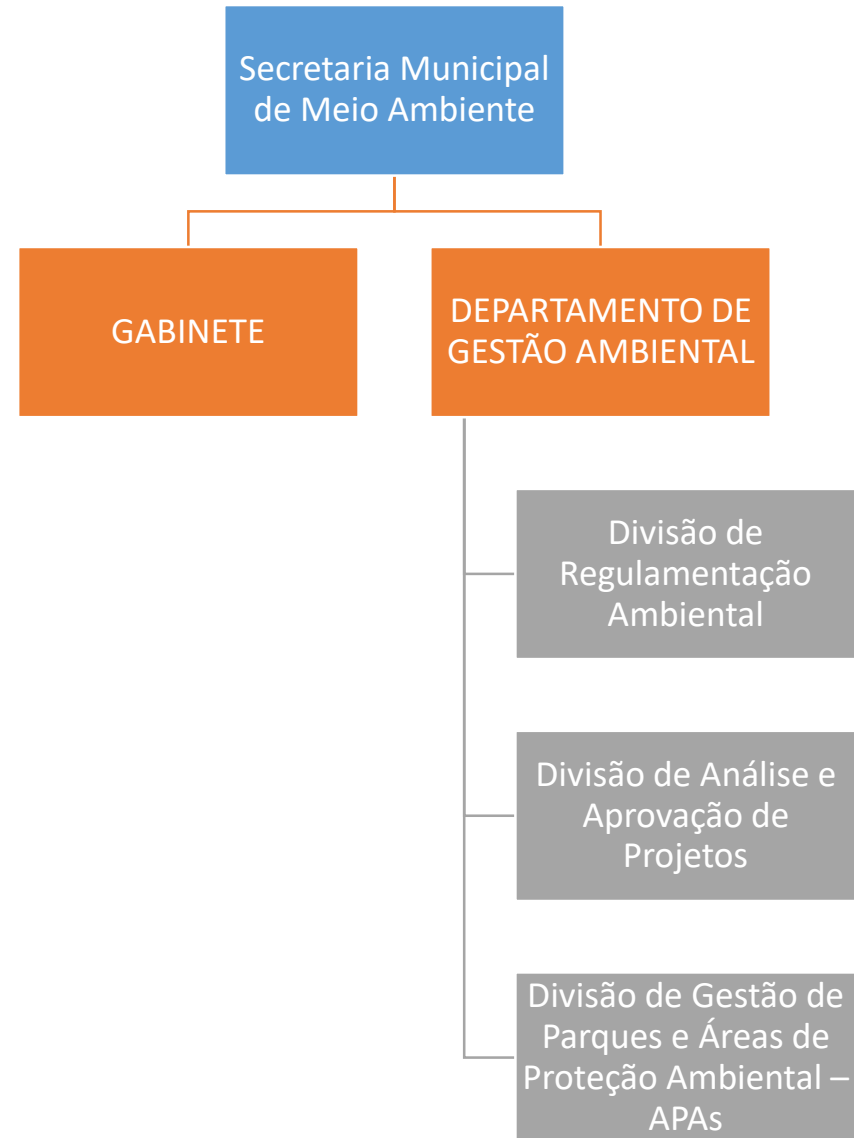 Secretaria Municipal
de Meio Ambiente
GABINETE
DEPARTAMENTO DE
GESTÃO AMBIENTAL
Divisão de
Regulamentação
Ambiental
Divisão de Análise e
Aprovação de
Projetos
Divisão de Gestão de
Parques e Áreas de
Proteção Ambiental –
APAs